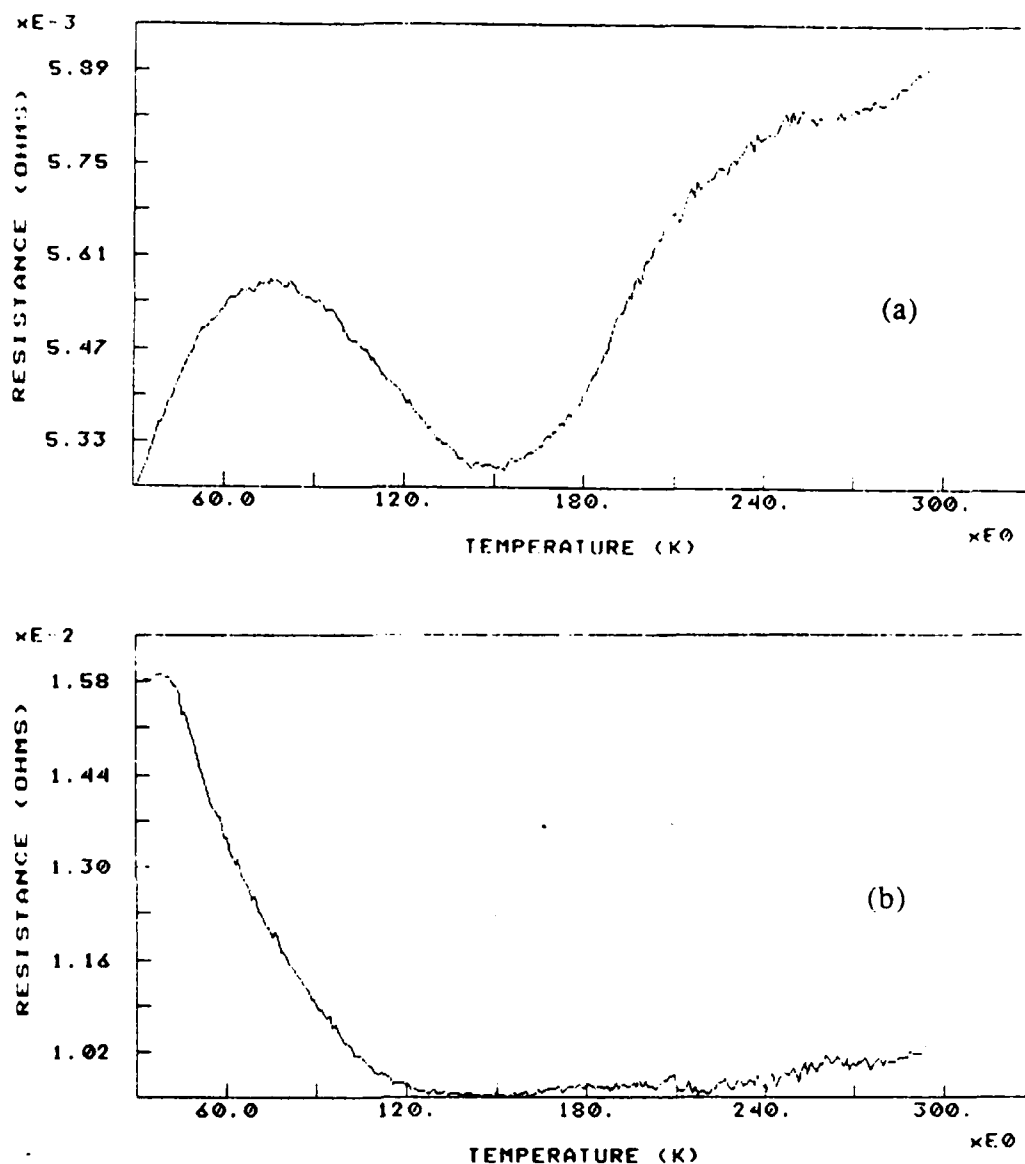 ×E-3
5.89
5.75
5.61
5.47
5.33
RESISTANCE (OHMS)
(a)
60.0 120. 180. 240. 300.
TEMPERATURE (K) ×E0
×E-2
1.58
1.44
1.30
1.16
1.02
RESISTANCE (OHMS)
(b)
60.0 120. 180. 240. 300.
TEMPERATURE (K) ×E0